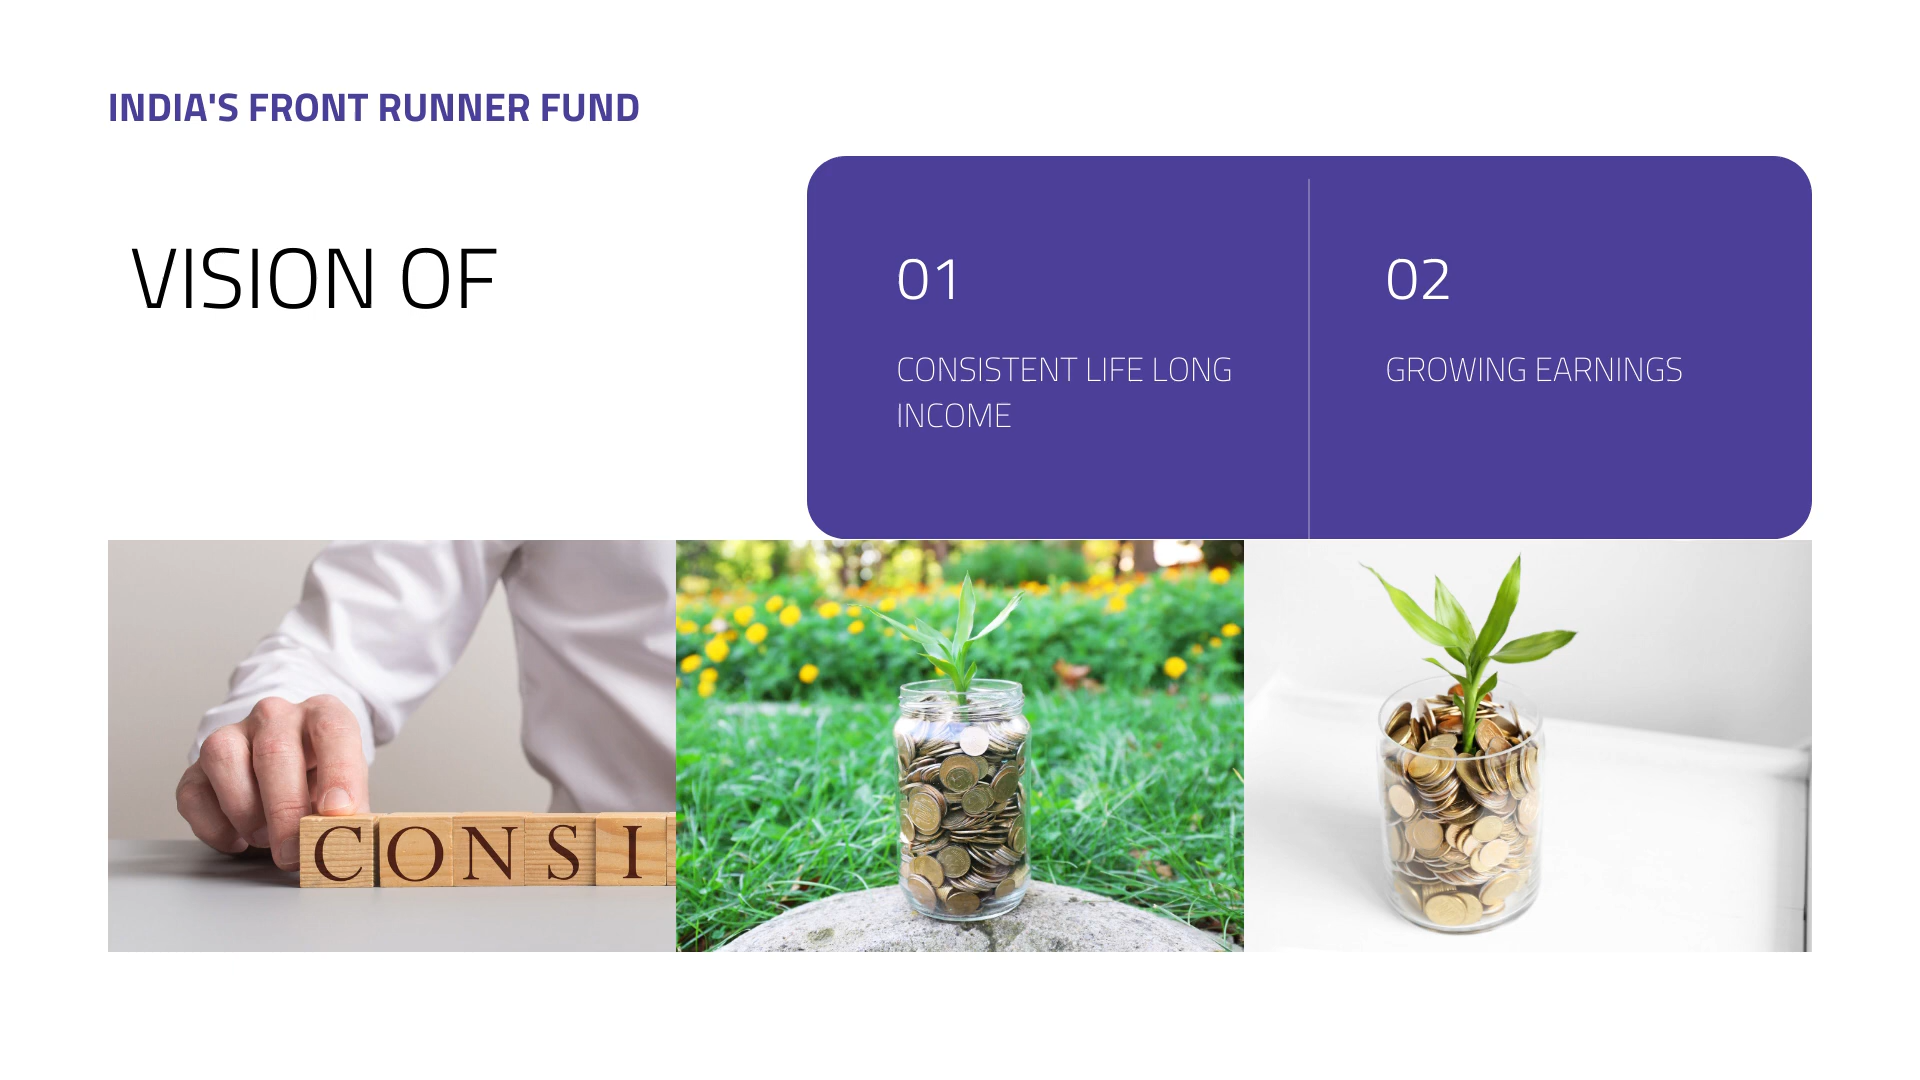 INDIA'S FRONT RUNNER FUND
VISION OF
01
CONSISTENT LIFE LONG
INCOME
02
GROWING EARNINGS
CONSI